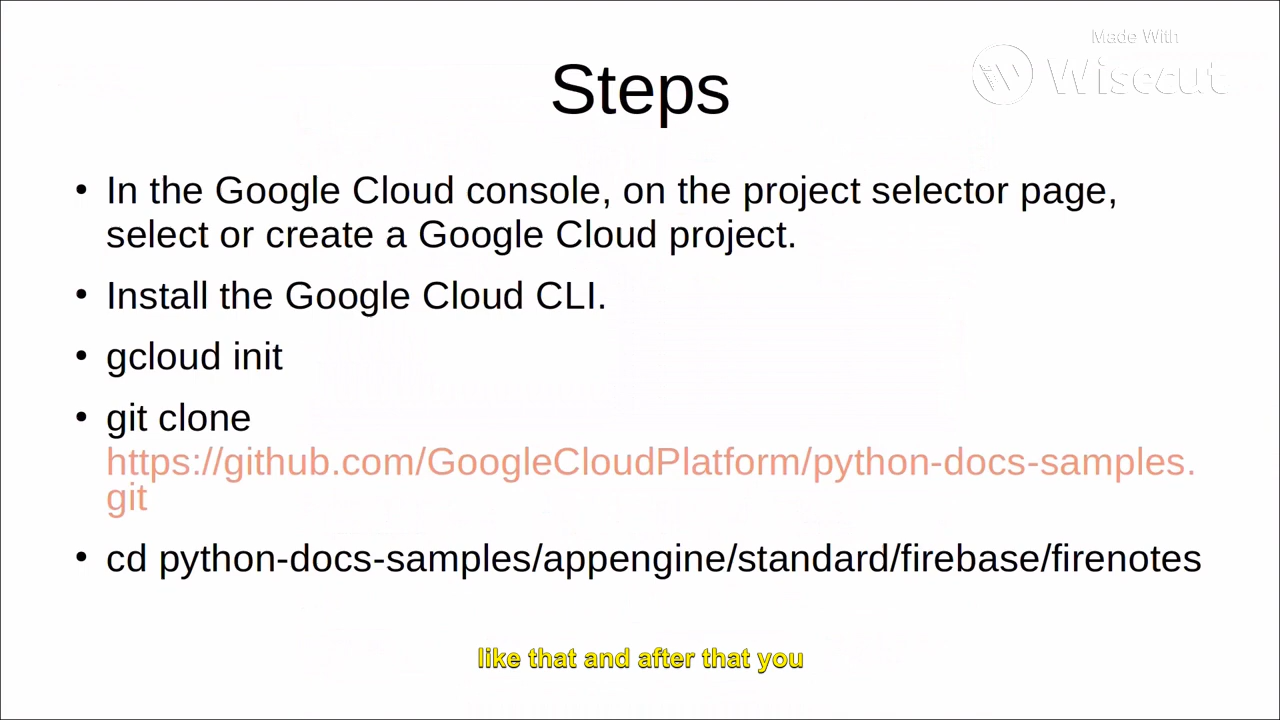 Made With
Wisecut
Steps
• In the Google Cloud console, on the project selector page,
select or create a Google Cloud project.
• Install the Google Cloud CLI.
• gcloud init
• git clone
https://github.com/GoogleCloudPlatform/python-docs-samples.
git
• cd python-docs-samples/appengine/standard/firebase/firenotes
like that and after that you